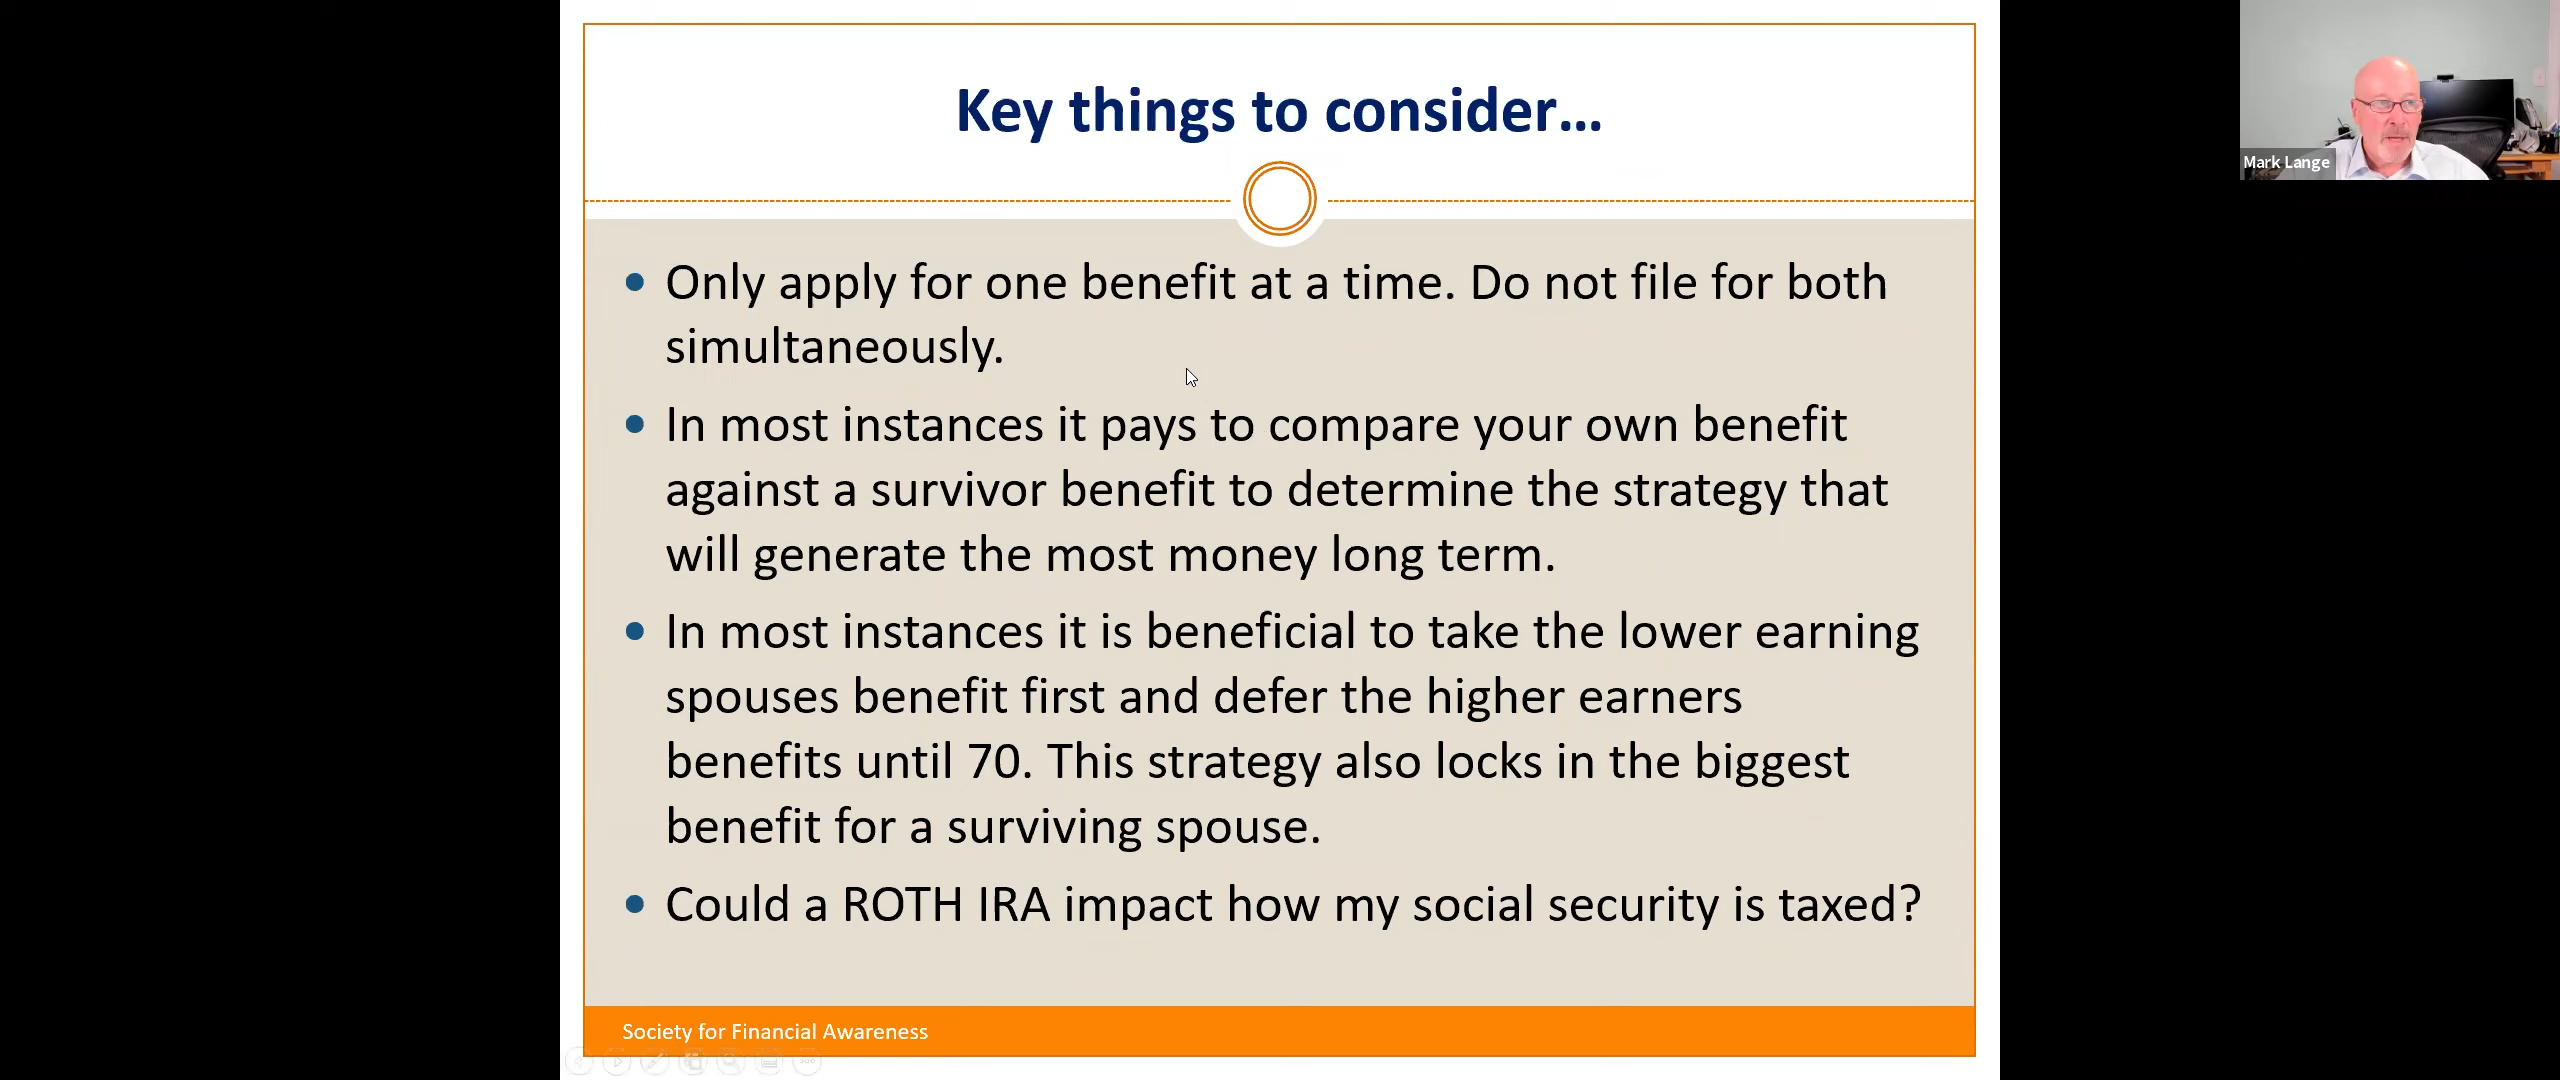 Key things to consider...
Mark Lange
• Only apply for one benefit at a time. Do not file for both
simultaneously.
• In most instances it pays to compare your own benefit
against a survivor benefit to determine the strategy that
will generate the most money long term.
• In most instances it is beneficial to take the lower earning
spouses benefit first and defer the higher earners
benefits until 70. This strategy also locks in the biggest
benefit for a surviving spouse.
• Could a ROTH IRA impact how my social security is taxed?
Society for Financial Awareness